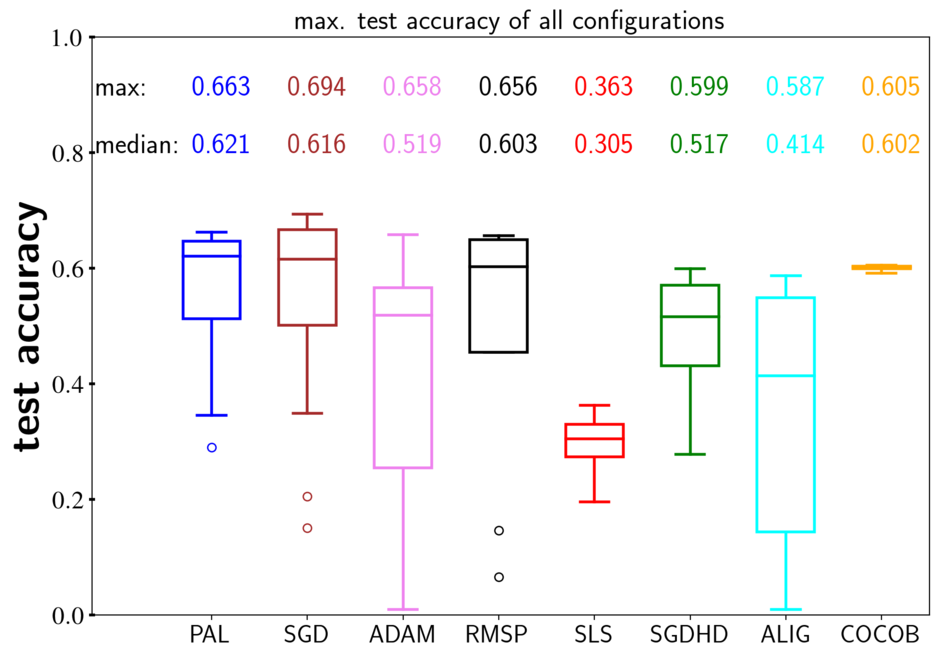 max. test accuracy of all configurations
1.0
max: 0.663 0.694 0.658 0.656 0.363 0.599 0.587 0.605
median: 0.621 0.616 0.519 0.603 0.305 0.517 0.414 0.602
0.8
0.6
0.4
0.2
0.0
test accuracy
PAL SGD ADAM RMSP SLS SGDHD ALIG COCOB